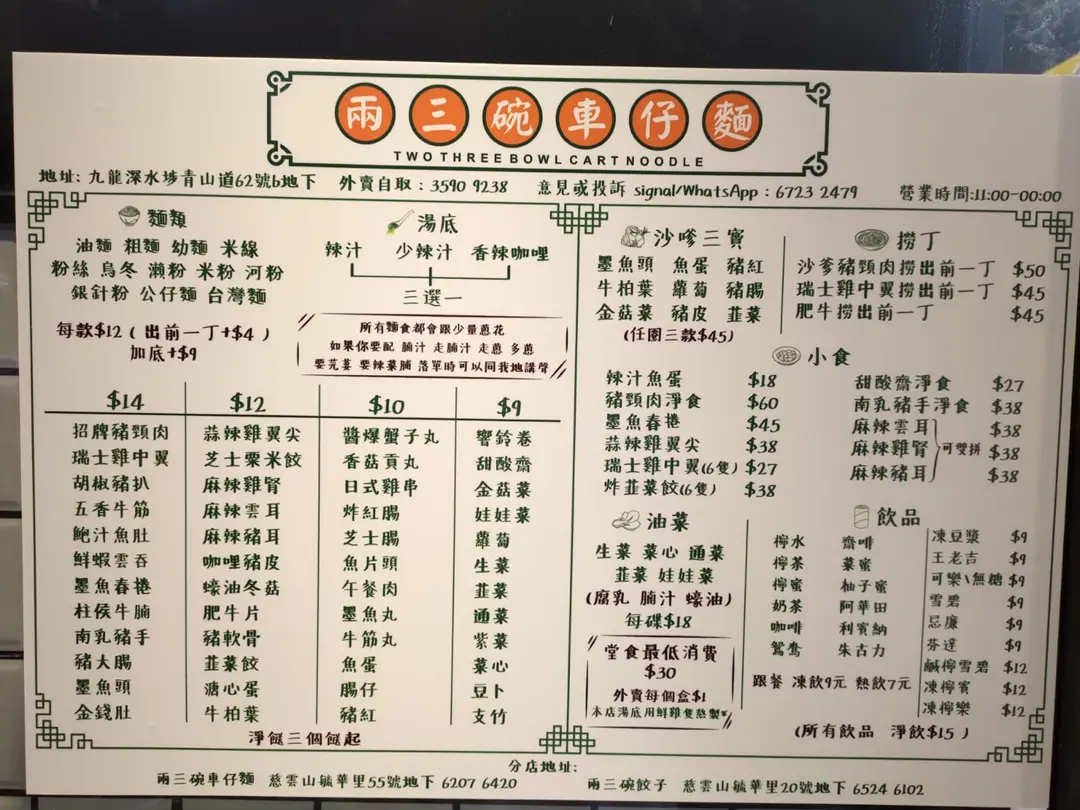 兩三碗車仔麵
TWO THREE BOWL CART NOODLE
地址: 九龍深水埗青山道62號b地下 外賣自取：3590 9238 意見或投訴 signal/WhatsApp：6723 2479 營業時間:11:00-00:00
麵類
油麵 粗麵 幼麵 米線
粉絲 烏冬 瀨粉 米粉 河粉
銀針粉 公仔麵 台灣麵
每款$12 ( 出前一丁+$4 )
加底+$9
湯底
辣汁 少辣汁 香辣咖哩
三選一
所有麵食都會跟少量蔥花
如果你要配 腩汁 走腩汁 走蔥 多蔥
要芫荽 要辣菜脯 落單時可以同我地講聲
$14 $12 $10 $9
招牌豬頸肉 蒜辣雞翼尖 醬爆蟹子丸 響鈴卷
瑞士雞中翼 芝士粟米餃 香菇貢丸 甜酸齋
胡椒豬扒 麻辣雞腎 日式雞串 金菇菜
五香牛筋 麻辣雲耳 炸紅腸 娃娃菜
鮑汁魚肚 麻辣豬耳 芝士腸 蘿蔔
鮮蝦雲吞 咖哩豬皮 魚片頭 生菜
墨魚春捲 蠔油冬菇 午餐肉 韮菜
柱侯牛腩 肥牛片 墨魚丸 通菜
南乳豬手 豬軟骨 牛筋丸 紫菜
豬大腸 韮菜餃 魚蛋 菜心
墨魚頭 溏心蛋 腸仔 豆卜
金錢肚 牛柏葉 豬紅 支竹
淨餸三個餸起
沙嗲三寶
墨魚頭 魚蛋 豬紅
牛柏葉 蘿蔔 豬腸
金菇菜 豬皮 韮菜
(任圈三款$45)
撈丁
沙爹豬頸肉撈出前一丁 $50
瑞士雞中翼撈出前一丁 $45
肥牛撈出前一丁 $45
小食
辣汁魚蛋 $18
豬頸肉淨食 $60
墨魚春捲 $45
蒜辣雞翼尖 $38
瑞士雞中翼(6隻) $27
炸韮菜餃(6隻) $38
甜酸齋淨食 $27
南乳豬手淨食 $38
麻辣雲耳 $38
麻辣雞腎 可雙拼 $38
麻辣豬耳 $38
油菜
生菜 菜心 通菜
韮菜 娃娃菜
(腐乳 腩汁 蠔油)
每碟$18
堂食最低消費
$30
外賣每個盒$1
本店湯底用鮮雞隻熬製
飲品
檸水 齋啡
檸茶 菜蜜
檸蜜 柚子蜜
奶茶 阿華田
咖啡 利賓納
鴛鴦 朱古力
跟餐 凍飲9元 熱飲7元
凍豆漿 $9
王老吉 $9
可樂\無糖 $9
雪碧 $9
忌廉 $9
芬達 $9
鹹檸雪碧 $12
凍檸賓 $12
凍檸樂 $12
(所有飲品 淨飲$15 )
分店地址:
兩三碗車仔麵 慈雲山毓華里55號地下 6207 6420 兩三碗餃子 慈雲山毓華里20號地下 6524 6102